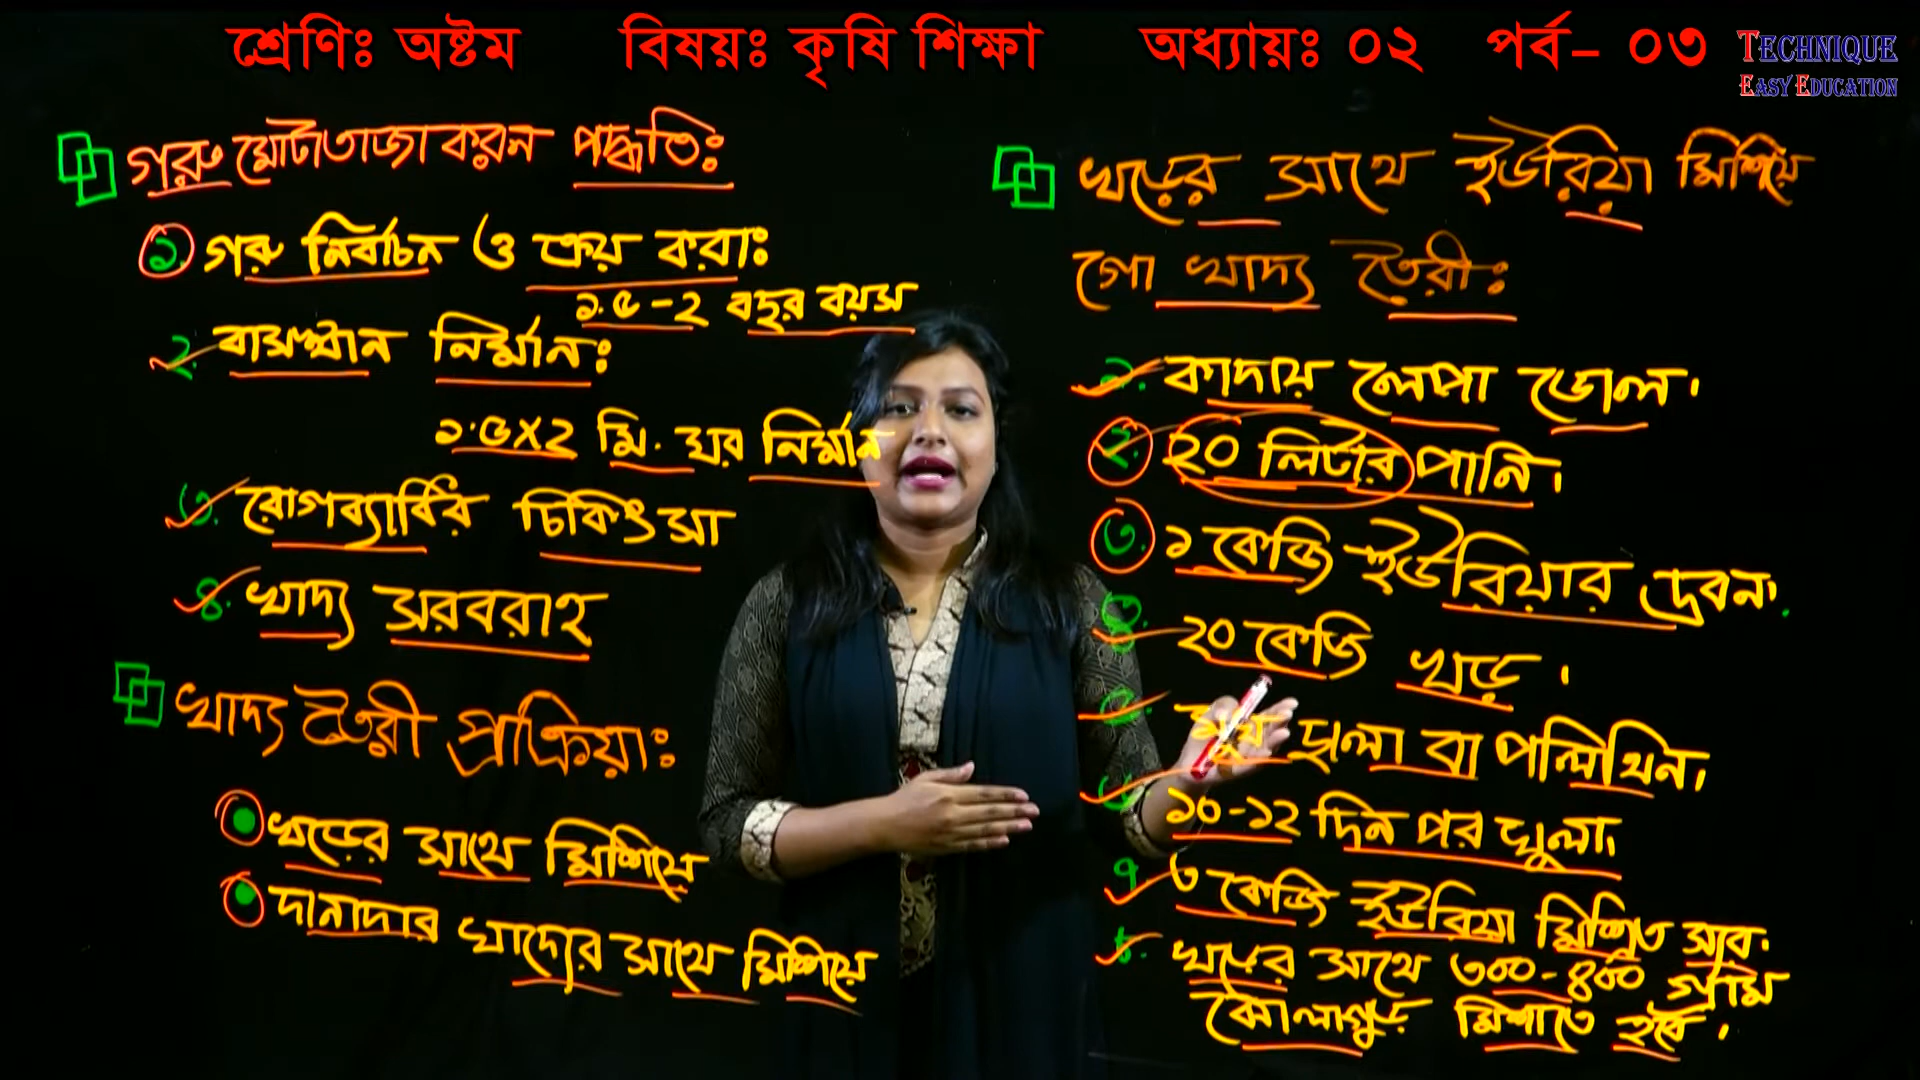 শ্রেণিঃ অষ্টম বিষয়ঃ কৃষি শিক্ষা অধ্যায়ঃ ০২ পর্ব- ০৩
TECHNIQUE
EASY EDUCATION
গরু মোটাতাজাকরন পদ্ধতিঃ
১. গরু নির্বাচন ও ক্রয় করাঃ
১.৫-২ বছর বয়স
২. বাসস্থান নির্মানঃ
১.৫X২ মি. ঘর নির্মান
৩. রোগব্যাধির চিকিৎসা
৪. খাদ্য সরবরাহ
খাদ্য তৈরী প্রক্রিয়াঃ
খড়ের সাথে মিশিয়ে
দানাদার খাদ্যের সাথে মিশিয়ে
খড়ের সাথে ইউরিয়া মিশিয়ে
গো খাদ্য তৈরীঃ
১. কাদায় লেপা ডোল।
২. ২০ লিটার পানি।
৩. ১ কেজি ইউরিয়ার দ্রবন।
৪. ২০ কেজি খড়।
৫. মুখ ছালা বা পলিথিন।
৬. ১০-১২ দিন পর খুলা।
৭. ৩ কেজি ইউরিয়া মিশ্রিত
৮. খড়ের সাথে ৩০০-৪০০ গ্রাম
ঝোলাগুড় মিশাতে হবে।